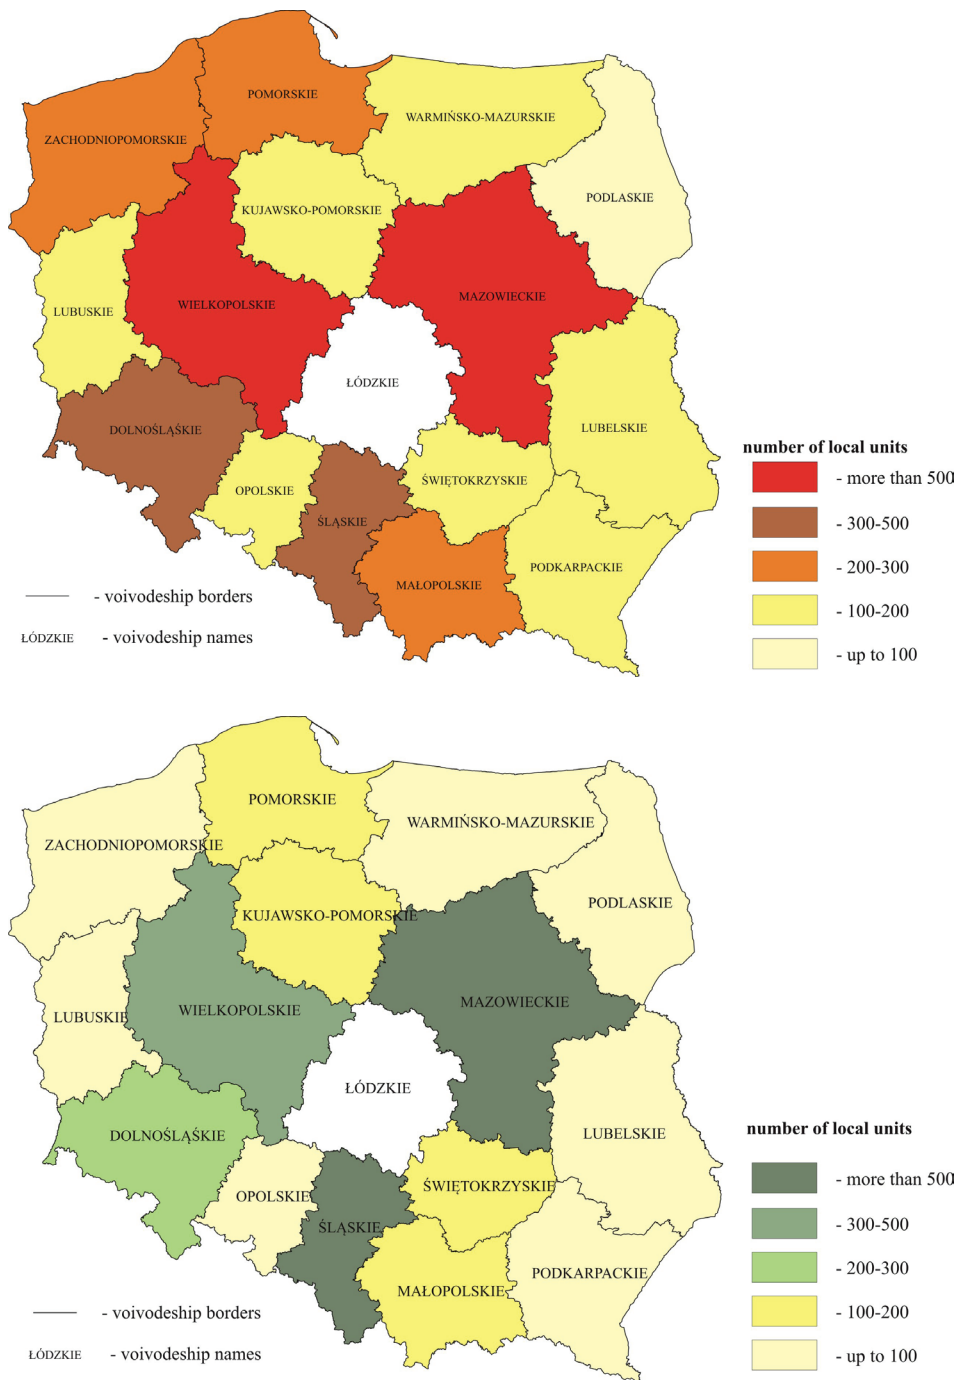 POMORSKIE
WARMIŃSKO-MAZURSKIE
ZACHODNIOPOMORSKIE
PODLASKIE
KUJAWSKO-POMORSKIE
MAZOWIECKIE
WIELKOPOLSKIE
LUBUSKIE
ŁÓDZKIE
DOLNOŚLĄSKIE
LUBELSKIE
ŚWIĘTOKRZYSKIE
OPOLSKIE
ŚLĄSKIE
PODKARPACKIE
MAŁOPOLSKIE
number of local units
- more than 500
- 300-500
- 200-300
- 100-200
- up to 100
- voivodeship borders
ŁÓDZKIE - voivodeship names
POMORSKIE
WARMIŃSKO-MAZURSKIE
ZACHODNIOPOMORSKIE
PODLASKIE
KUJAWSKO-POMORSKIE
MAZOWIECKIE
WIELKOPOLSKIE
LUBUSKIE
ŁÓDZKIE
DOLNOŚLĄSKIE
LUBELSKIE
ŚWIĘTOKRZYSKIE
OPOLSKIE
ŚLĄSKIE
PODKARPACKIE
MAŁOPOLSKIE
number of local units
- more than 500
- 300-500
- 200-300
- 100-200
- up to 100
- voivodeship borders
ŁÓDZKIE - voivodeship names